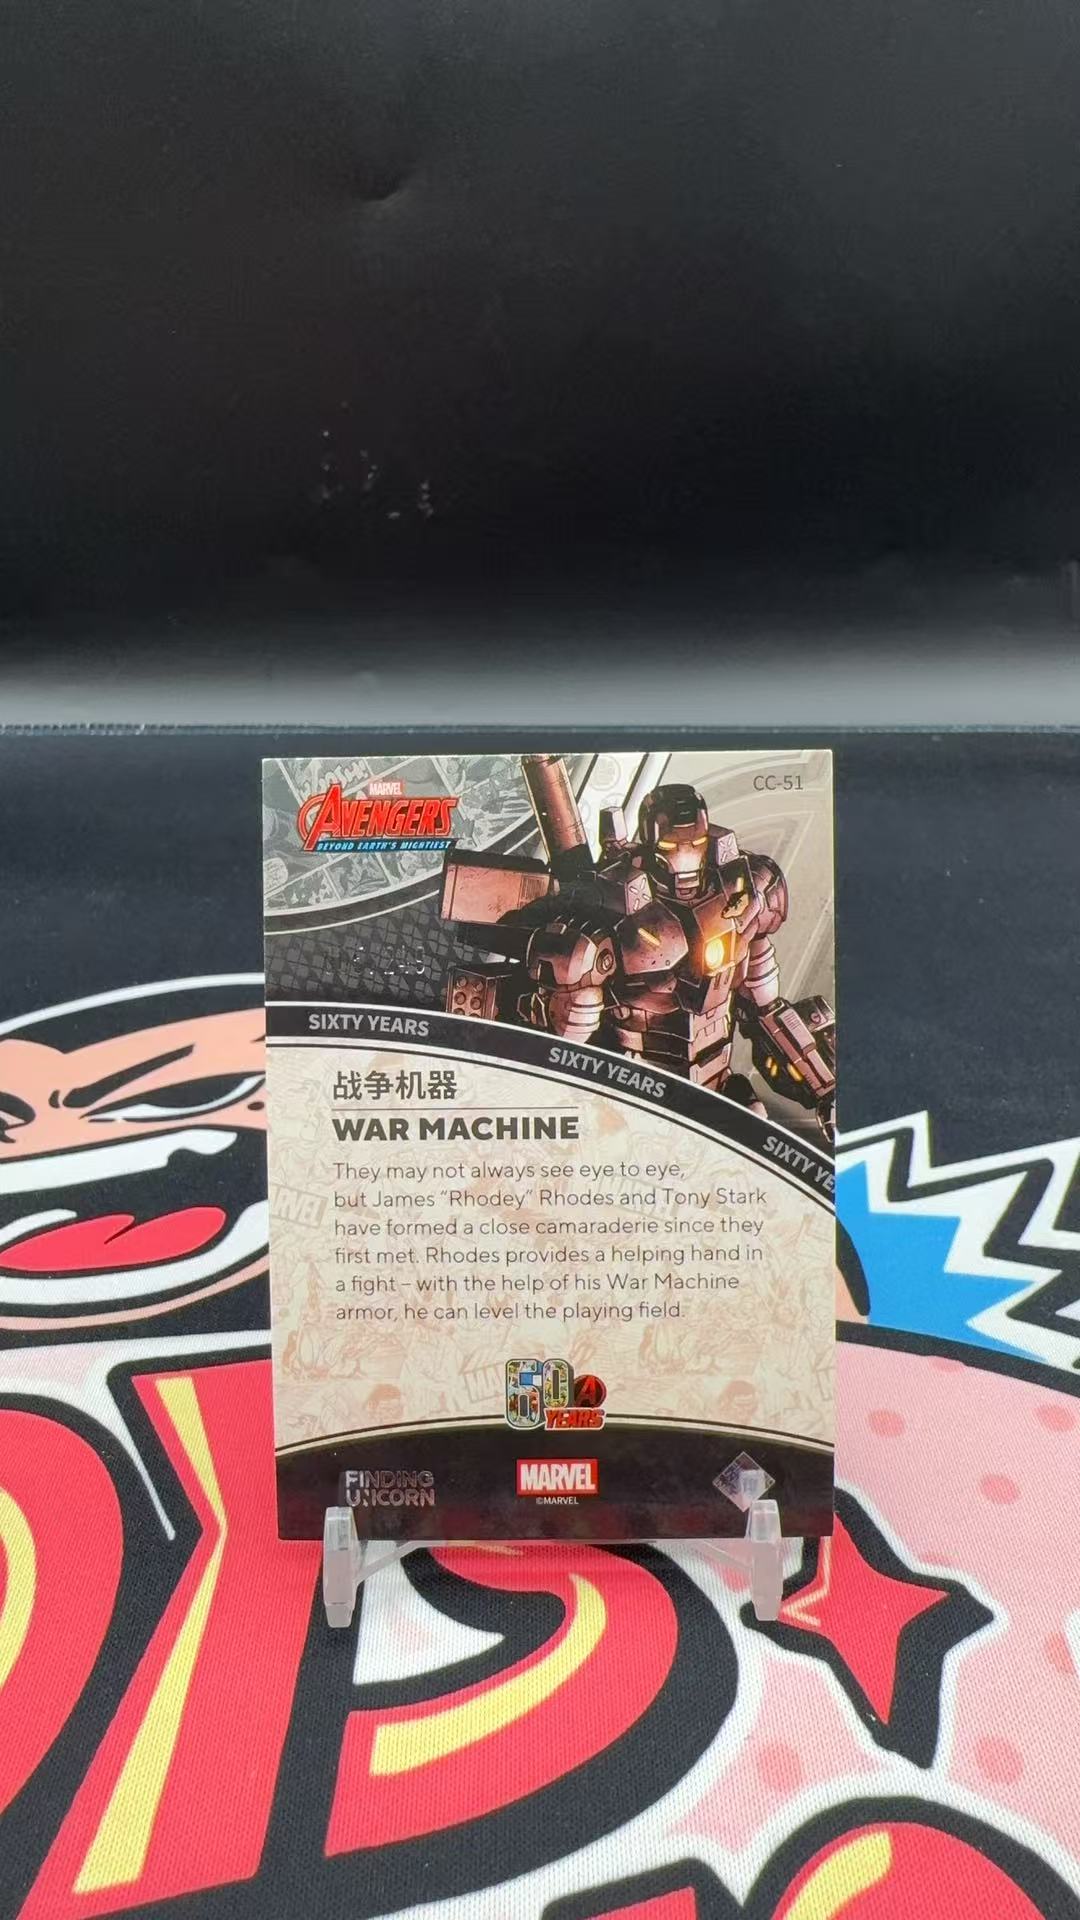 MARVEL
AVENGERS
BEYOND EARTH'S MIGHTIEST
CC-51
SIXTY YEARS
SIXTY YEARS
SIXTY YE
战争机器
WAR MACHINE
They may not always see eye to eye,
but James “Rhodey” Rhodes and Tony Stark
have formed a close camaraderie since they
first met. Rhodes provides a helping hand in
a fight – with the help of his War Machine
armor, he can level the playing field.
60
YEARS
FINDING
UNICORN
MARVEL
©MARVEL